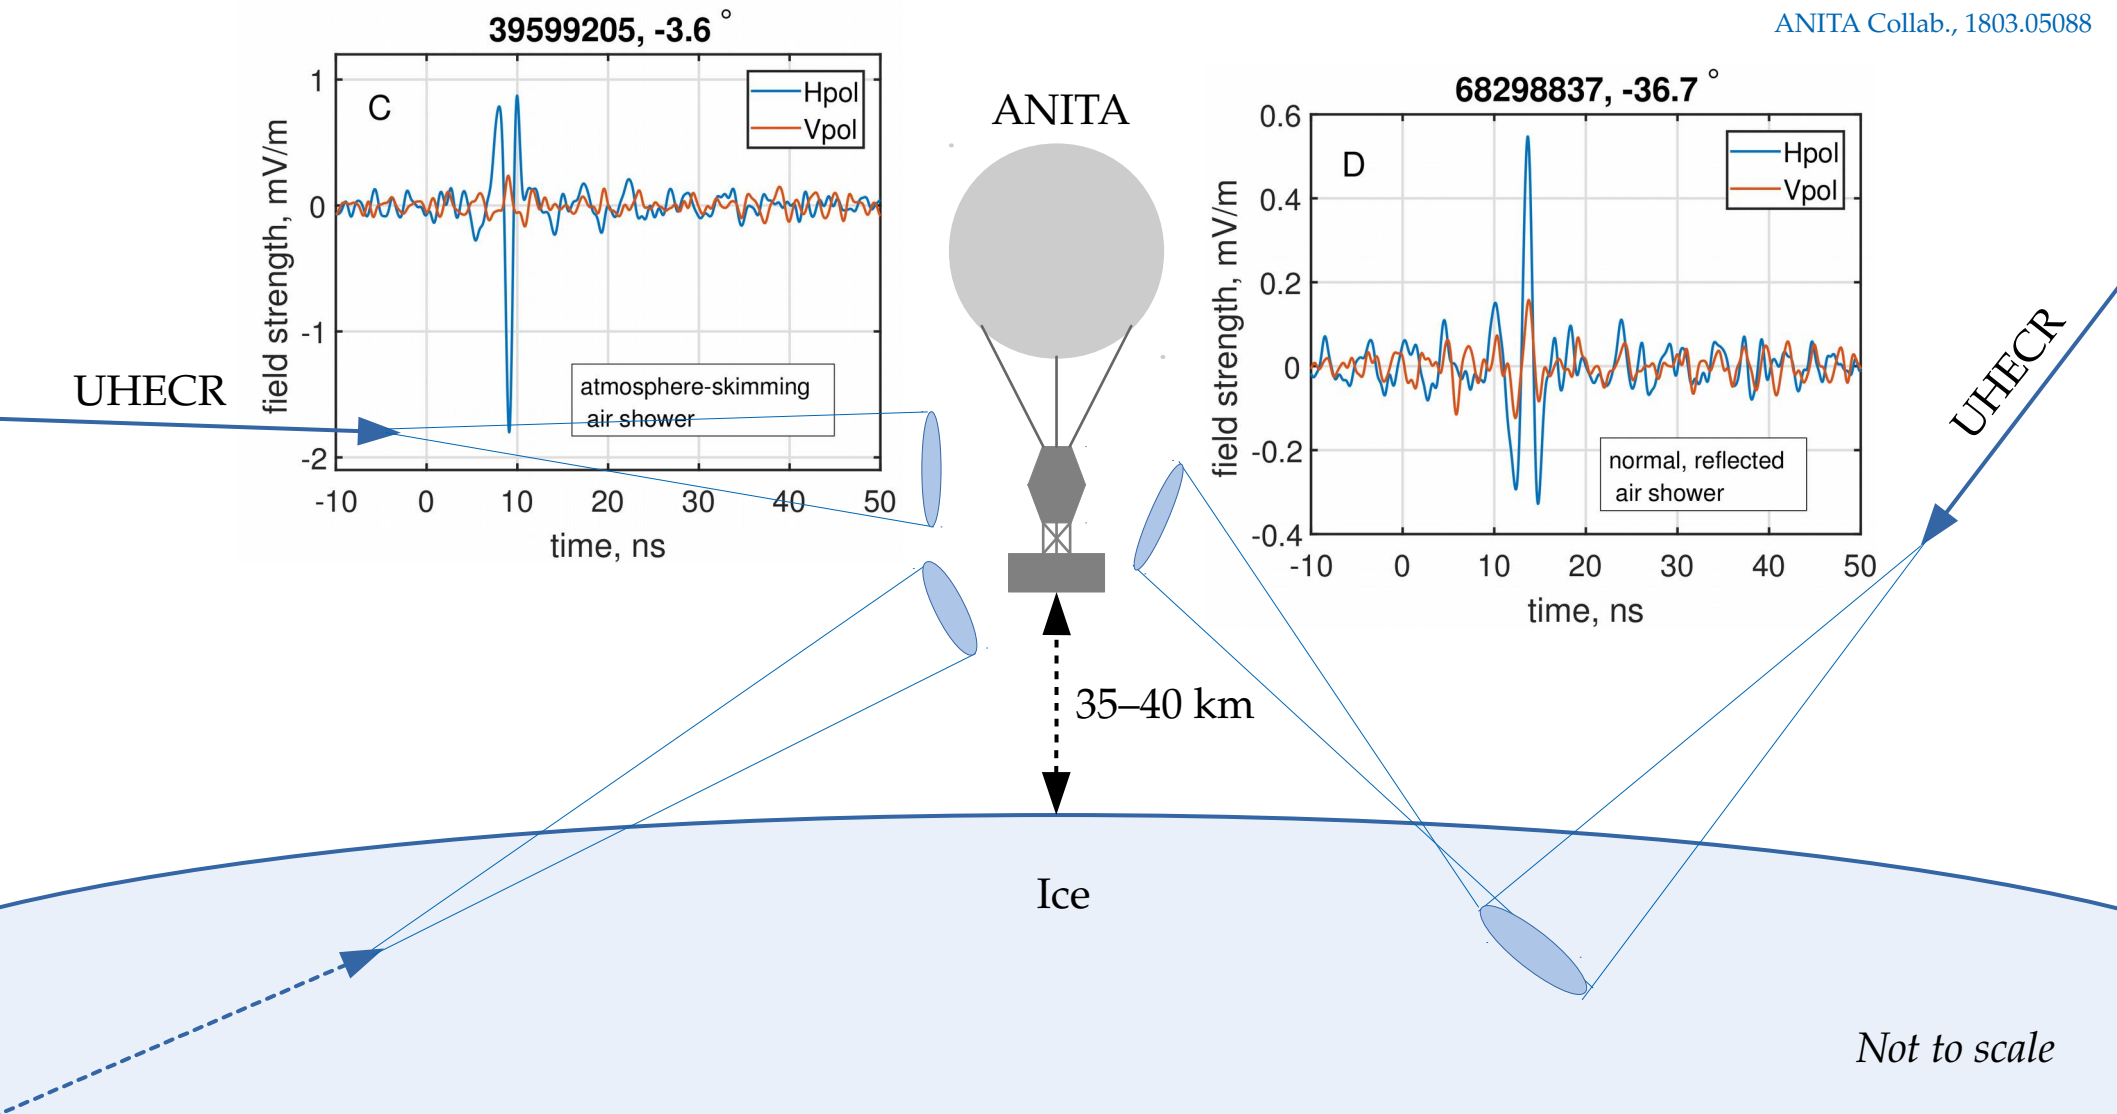 ANITA Collab., 1803.05088
39599205, -3.6 °
C
Hpol
Vpol
field strength, mV/m
1
0
-1
-2
-10 0 10 20 30 40 50
time, ns
atmosphere-skimming
air shower
UHECR
ANITA
68298837, -36.7 °
D
Hpol
Vpol
field strength, mV/m
0.6
0.4
0.2
0
-0.2
-0.4
-10 0 10 20 30 40 50
time, ns
normal, reflected
air shower
UHECR
35–40 km
Ice
Not to scale